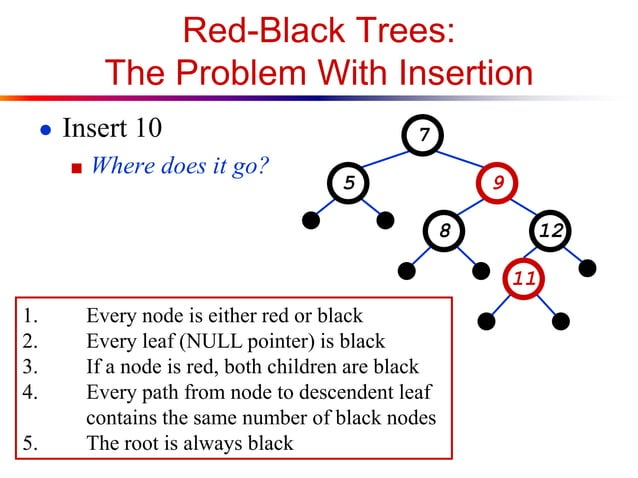 Red-Black Trees:
The Problem With Insertion
● Insert 10
■ Where does it go?
7
5
9
8
12
11
1. Every node is either red or black
2. Every leaf (NULL pointer) is black
3. If a node is red, both children are black
4. Every path from node to descendent leaf
contains the same number of black nodes
5. The root is always black